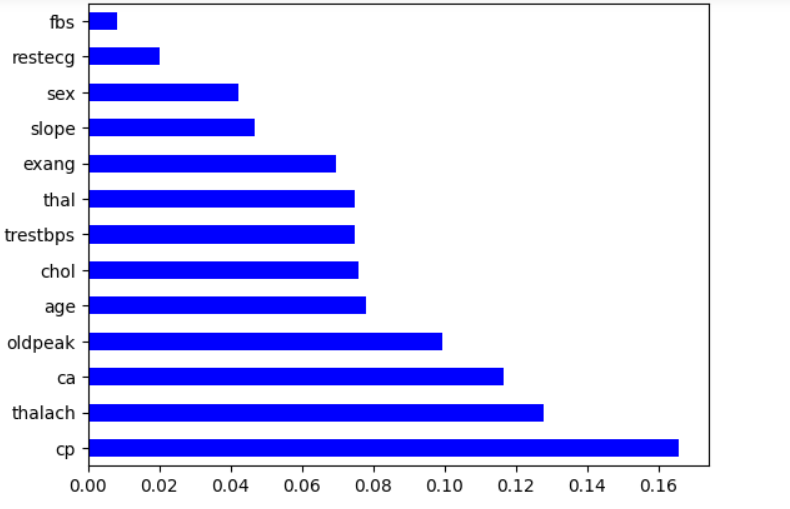 fbs
restecg
sex
slope
exang
thal
trestbps
chol
age
oldpeak
ca
thalach
cp
0.00 0.02 0.04 0.06 0.08 0.10 0.12 0.14 0.16